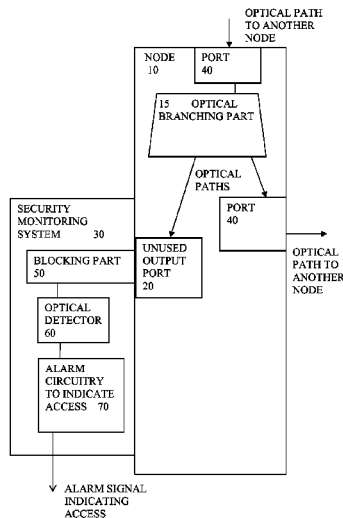 OPTICAL PATH
TO ANOTHER
NODE
NODE
10
PORT
40
15 OPTICAL
BRANCHING PART
OPTICAL
PATHS
PORT
40
OPTICAL
PATH TO
ANOTHER
NODE
SECURITY
MONITORING
SYSTEM 30
BLOCKING PART
50
UNUSED
OUTPUT
PORT
20
OPTICAL
DETECTOR
60
ALARM
CIRCUITRY
TO INDICATE
ACCESS 70
ALARM SIGNAL
INDICATING
ACCESS